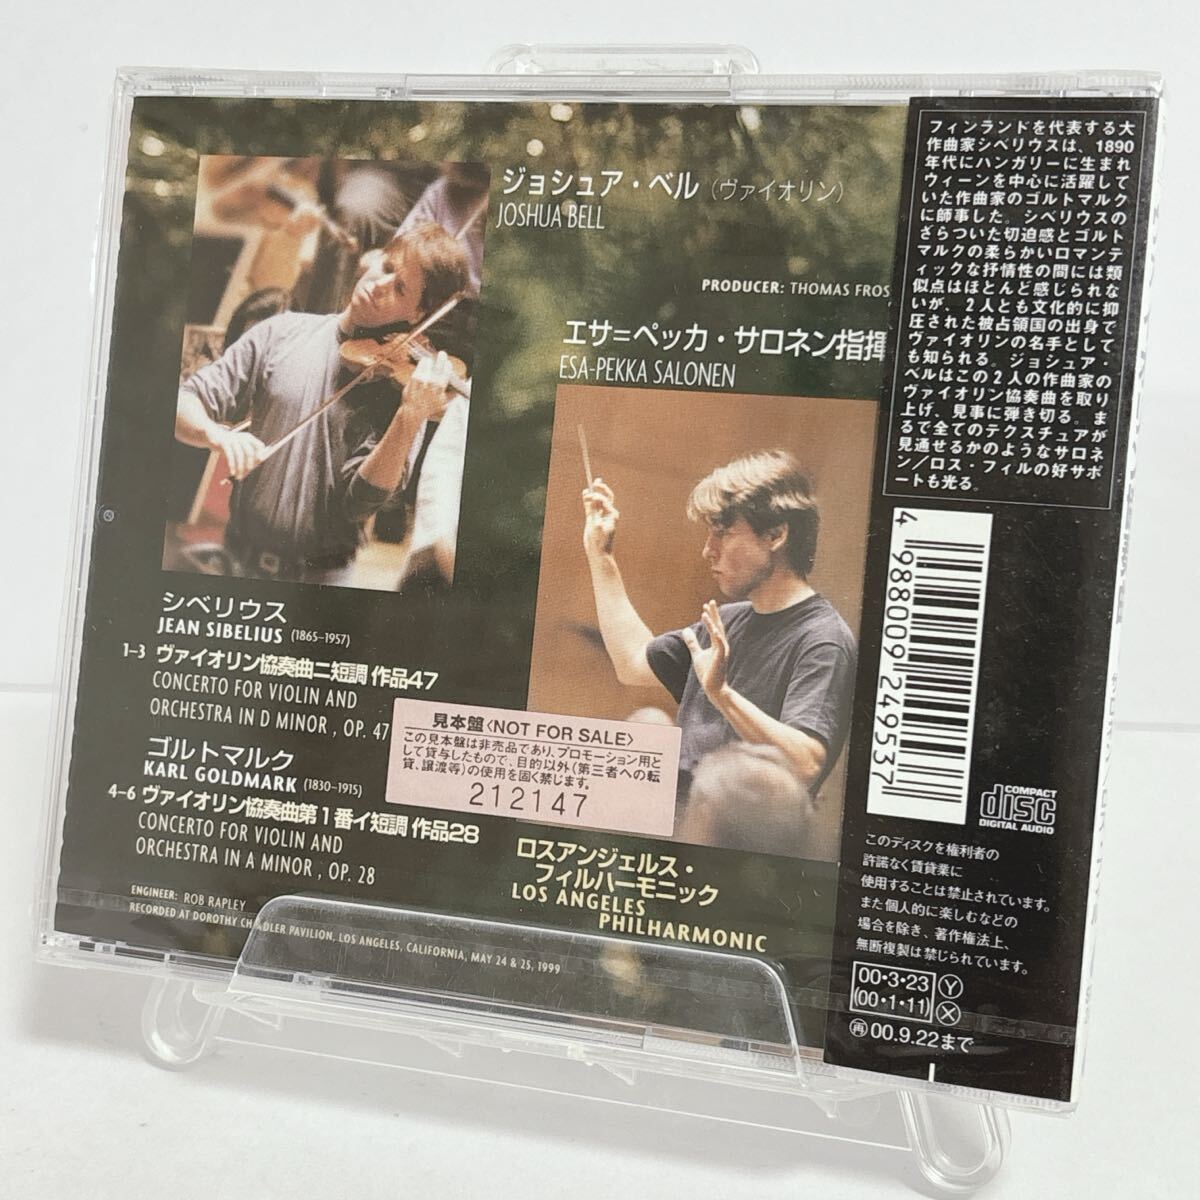 ジョシュア・ベル（ヴァイオリン）
JOSHUA BELL
PRODUCER: THOMAS FROS
エサ=ペッカ・サロネン指揮
ESA-PEKKA SALONEN
シベリウス
JEAN SIBELIUS (1865–1957)
1–3 ヴァイオリン協奏曲ニ短調 作品47
CONCERTO FOR VIOLIN AND
ORCHESTRA IN D MINOR , OP. 47
ゴルトマルク
KARL GOLDMARK (1830–1915)
4–6 ヴァイオリン協奏曲第1番イ短調 作品28
CONCERTO FOR VIOLIN AND
ORCHESTRA IN A MINOR , OP. 28
見本盤〈NOT FOR SALE〉
この見本盤は非売品であり、プロモーション用と
して貸与したもので、目的以外（第三者への転
貸、譲渡等）の使用を固く禁じます。
212147
ロスアンジェルス・
フィルハーモニック
LOS ANGELES
PHILHARMONIC
ENGINEER: ROB RAPLEY
RECORDED AT DOROTHY CHANDLER PAVILION, LOS ANGELES, CALIFORNIA, MAY 24 & 25, 1999
フィンランドを代表する大
作曲家シベリウスは、1890
年代にハンガリーに生まれ
ウィーンを中心に活躍して
いた作曲家のゴルトマルク
に師事した。シベリウスの
ざらついた切迫感とゴルト
マルクの柔らかいロマンテ
ィックな抒情性の間には類
似点はほとんど感じられな
いが、2人とも文化的に抑
圧された被占領国の出身で
ヴァイオリンの名手としても
知られる。ジョシュア・
ベルはこの2人の作曲家の
ヴァイオリン協奏曲を取り
上げ、見事に弾き切る。ま
るで全てのテクスチュアが
見通せるかのようなサロネ
ン/ロス・フィルの好サポ
ートも光る。
4 988009 249537
COMPACT
disc
DIGITAL AUDIO
このディスクを権利者の
許諾なく賃貸業に
使用することは禁止されています。
また個人的に楽しむなどの
場合を除き、著作権法上、
無断複製は禁じられています。
00・3・23 Ⓨ
(00・1・11) Ⓧ
㊢00.9.22まで